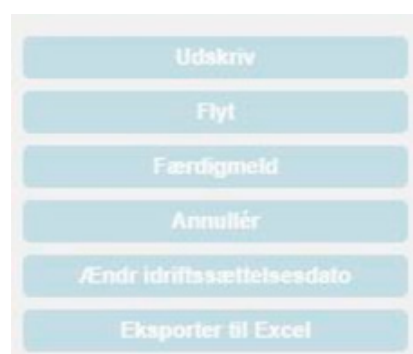 Udskriv
Flyt
Færdigmeld
Annullér
Ændr idriftssættelsesdato
Eksporter til Excel